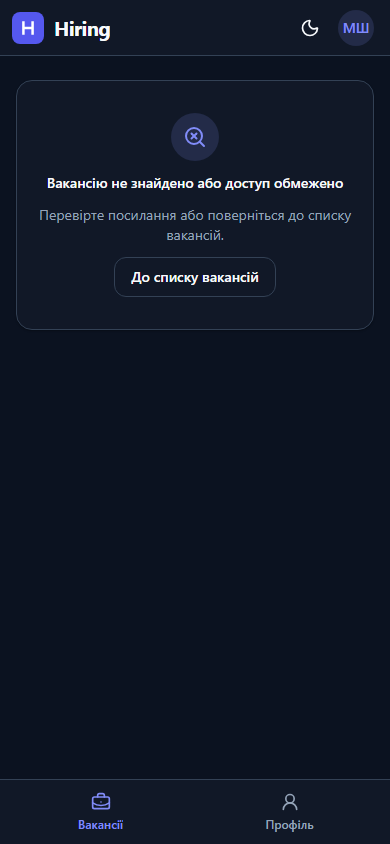 H Hiring МШ
Вакансію не знайдено або доступ обмежено
Перевірте посилання або поверніться до списку
вакансій.
До списку вакансій
Вакансії Профіль